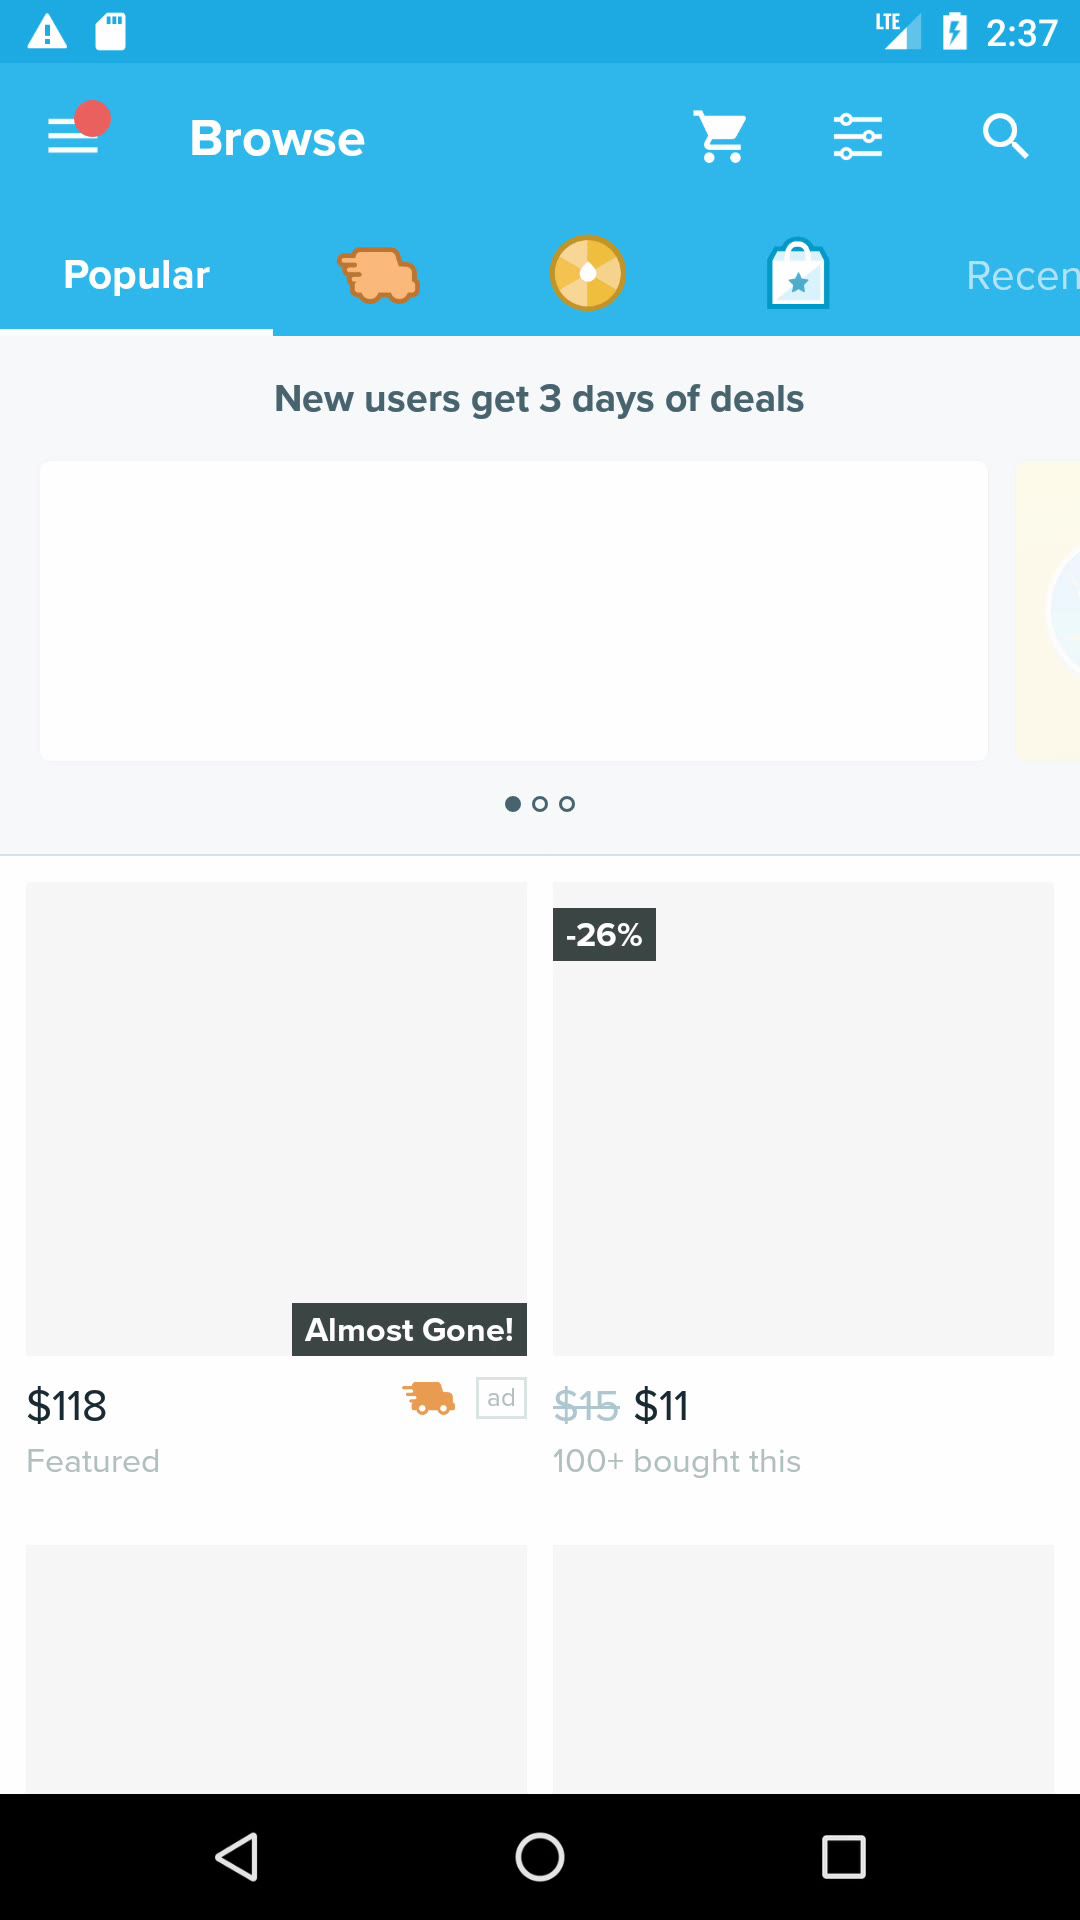 LTE 2:37
Browse
Popular Recen
New users get 3 days of deals
-26%
Almost Gone!
$118 ad
Featured
$15 $11
100+ bought this